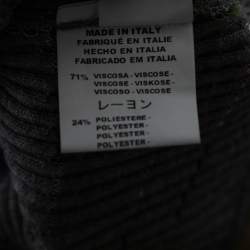 MADE IN ITALY
FABRIQUÉ EN ITALIE
HECHO EN ITALIA
FABRICADO EM ITALIA
71% VISCOSA - VISCOSE -
VISCOSE - VISKOSE -
VISCOSO - VISCOSE
レーヨン
24% POLIESTERE -
POLYESTER -
POLYESTER -
POLYESTER -